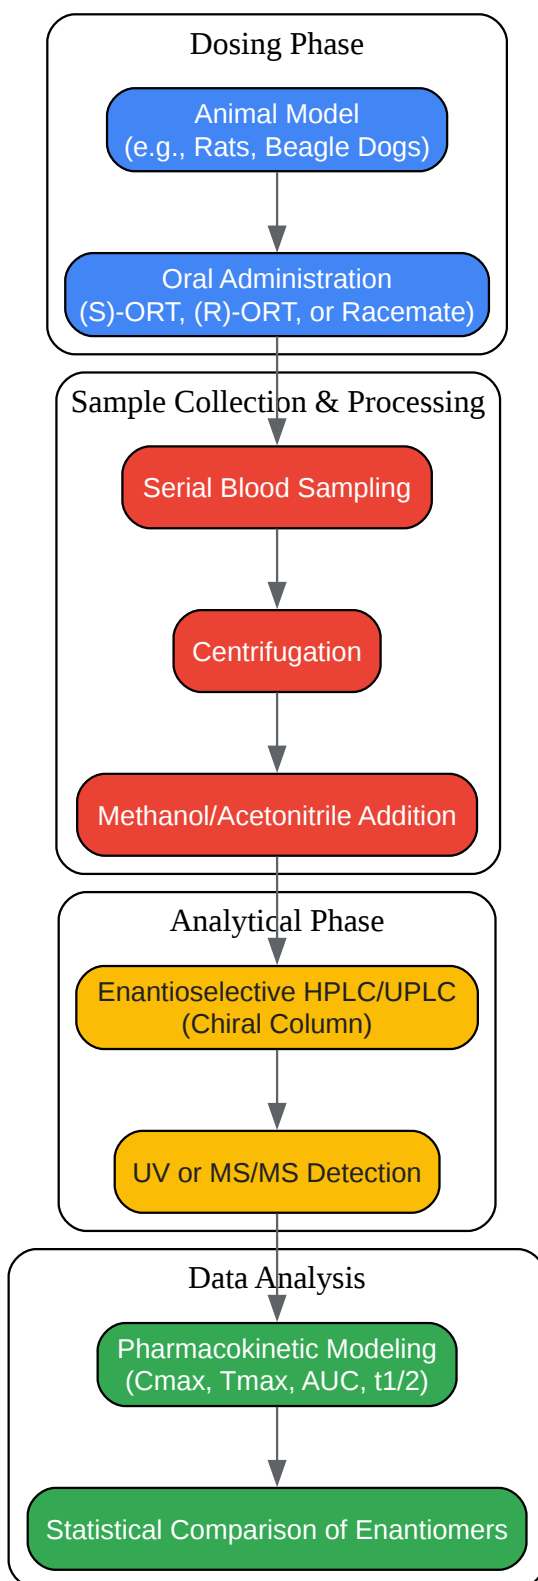 Dosing Phase
Animal Model
(e.g., Rats, Beagle Dogs)
Oral Administration
(S)-ORT, (R)-ORT, or Racemate)
Sample Collection & Processing
Serial Blood Sampling
Centrifugation
Methanol/Acetonitrile Addition
Analytical Phase
Enantioselective HPLC/UPLC
(Chiral Column)
UV or MS/MS Detection
Data Analysis
Pharmacokinetic Modeling
(Cmax, Tmax, AUC, t1/2)
Statistical Comparison of Enantiomers